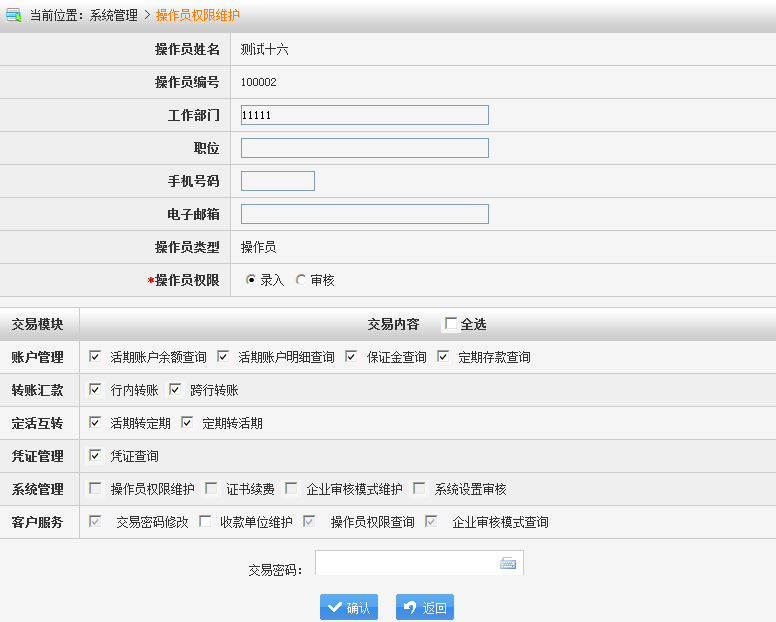 当前位置：系统管理 > 操作员权限维护
操作员姓名 测试十六
操作员编号 100002
工作部门 11111
职位
手机号码
电子邮箱
操作员类型 操作员
*操作员权限 录入 审核
交易模块 交易内容 全选
账户管理 活期账户余额查询 活期账户明细查询 保证金查询 定期存款查询
转账汇款 行内转账 跨行转账
定活互转 活期转定期 定期转活期
凭证管理 凭证查询
系统管理 操作员权限维护 证书续费 企业审核模式维护 系统设置审核
客户服务 交易密码修改 收款单位维护 操作员权限查询 企业审核模式查询
交易密码：
确认 返回